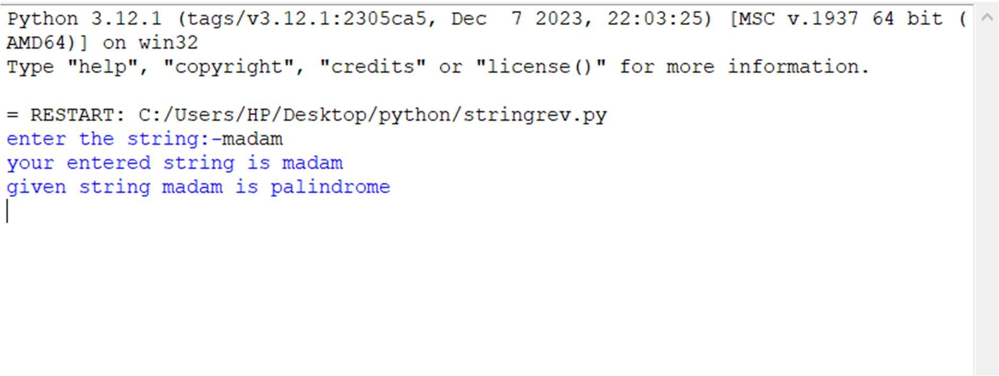 Python 3.12.1 (tags/v3.12.1:2305ca5, Dec  7 2023, 22:03:25) [MSC v.1937 64 bit (
AMD64)] on win32
Type "help", "copyright", "credits" or "license()" for more information.
= RESTART: C:/Users/HP/Desktop/python/stringrev.py
enter the string:-madam
your entered string is madam
given string madam is palindrome